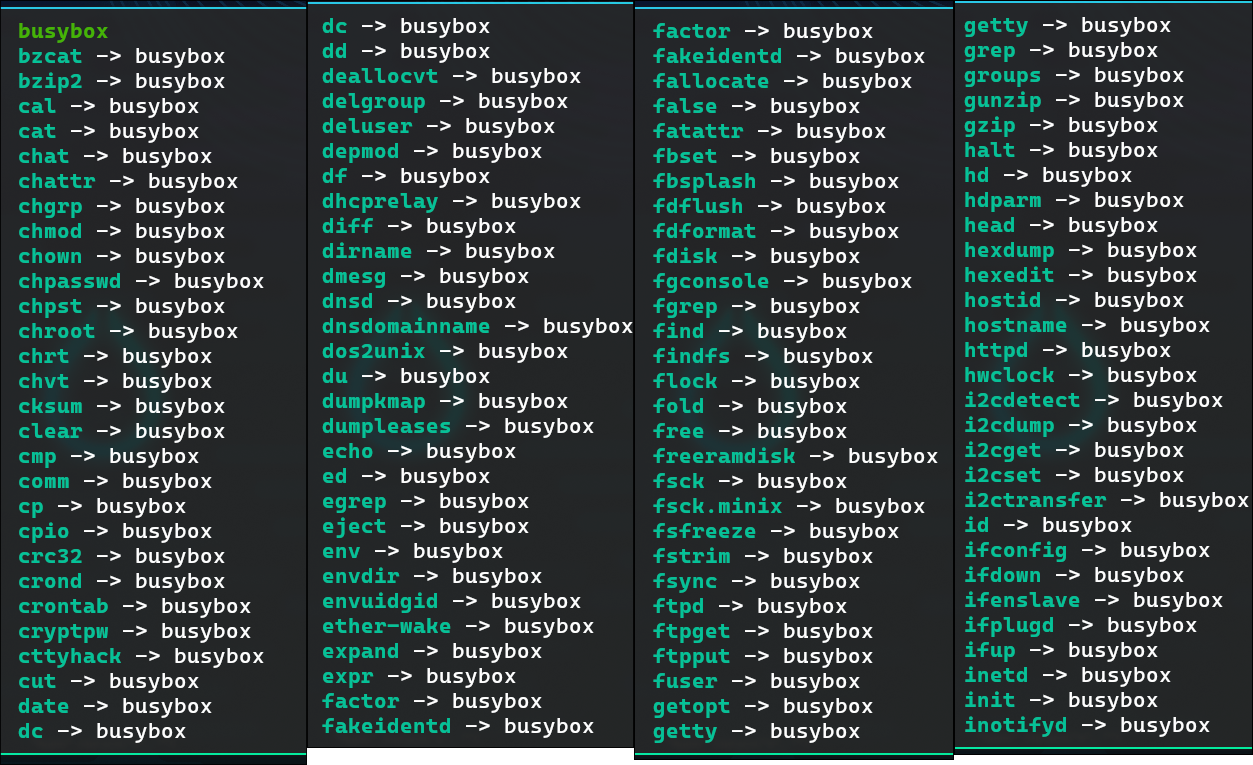 busybox
bzcat -> busybox
bzip2 -> busybox
cal -> busybox
cat -> busybox
chat -> busybox
chattr -> busybox
chgrp -> busybox
chmod -> busybox
chown -> busybox
chpasswd -> busybox
chpst -> busybox
chroot -> busybox
chrt -> busybox
chvt -> busybox
cksum -> busybox
clear -> busybox
cmp -> busybox
comm -> busybox
cp -> busybox
cpio -> busybox
crc32 -> busybox
crond -> busybox
crontab -> busybox
cryptpw -> busybox
cttyhack -> busybox
cut -> busybox
date -> busybox
dc -> busybox
dc -> busybox
dd -> busybox
deallocvt -> busybox
delgroup -> busybox
deluser -> busybox
depmod -> busybox
df -> busybox
dhcprelay -> busybox
diff -> busybox
dirname -> busybox
dmesg -> busybox
dnsd -> busybox
dnsdomainname -> busybox
dos2unix -> busybox
du -> busybox
dumpkmap -> busybox
dumpleases -> busybox
echo -> busybox
ed -> busybox
egrep -> busybox
eject -> busybox
env -> busybox
envdir -> busybox
envuidgid -> busybox
ether-wake -> busybox
expand -> busybox
expr -> busybox
factor -> busybox
fakeidentd -> busybox
factor -> busybox
fakeidentd -> busybox
fallocate -> busybox
false -> busybox
fatattr -> busybox
fbset -> busybox
fbsplash -> busybox
fdflush -> busybox
fdformat -> busybox
fdisk -> busybox
fgconsole -> busybox
fgrep -> busybox
find -> busybox
findfs -> busybox
flock -> busybox
fold -> busybox
free -> busybox
freeramdisk -> busybox
fsck -> busybox
fsck.minix -> busybox
fsfreeze -> busybox
fstrim -> busybox
fsync -> busybox
ftpd -> busybox
ftpget -> busybox
ftpput -> busybox
fuser -> busybox
getopt -> busybox
getty -> busybox
getty -> busybox
grep -> busybox
groups -> busybox
gunzip -> busybox
gzip -> busybox
halt -> busybox
hd -> busybox
hdparm -> busybox
head -> busybox
hexdump -> busybox
hexedit -> busybox
hostid -> busybox
hostname -> busybox
httpd -> busybox
hwclock -> busybox
i2cdetect -> busybox
i2cdump -> busybox
i2cget -> busybox
i2cset -> busybox
i2ctransfer -> busybox
id -> busybox
ifconfig -> busybox
ifdown -> busybox
ifenslave -> busybox
ifplugd -> busybox
ifup -> busybox
inetd -> busybox
init -> busybox
inotifyd -> busybox